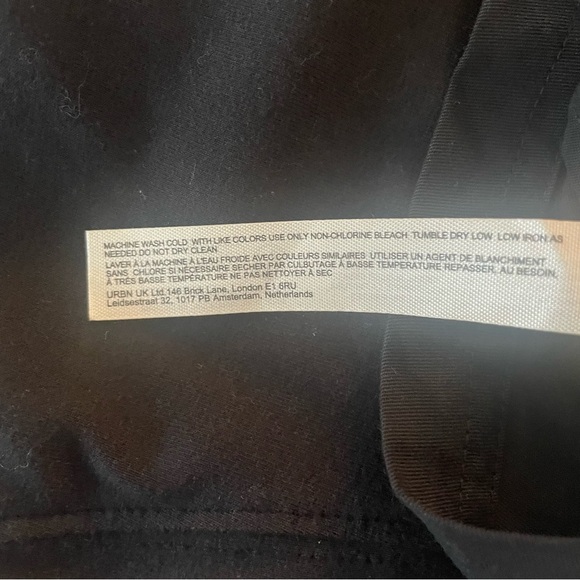 MACHINE WASH COLD WITH LIKE COLORS USE ONLY NON-CHLORINE BLEACH TUMBLE DRY LOW LOW IRON AS
NEEDED DO NOT DRY CLEAN
LAVER À LA MACHINE À L'EAU FROIDE AVEC COULEURS SIMILAIRES UTILISER UN AGENT DE BLANCHIMENT
SANS CHLORE SI NÉCESSAIRE SECHER PAR CULBUTAGE À BASSE TEMPÉRATURE REPASSER, AU BESOIN,
À TRÈS BASSE TEMPÉRATURE NE PAS NETTOYER À SEC
URBN UK Ltd.146 Brick Lane, London E1 6RU
Leidsestraat 32, 1017 PB Amsterdam, Netherlands